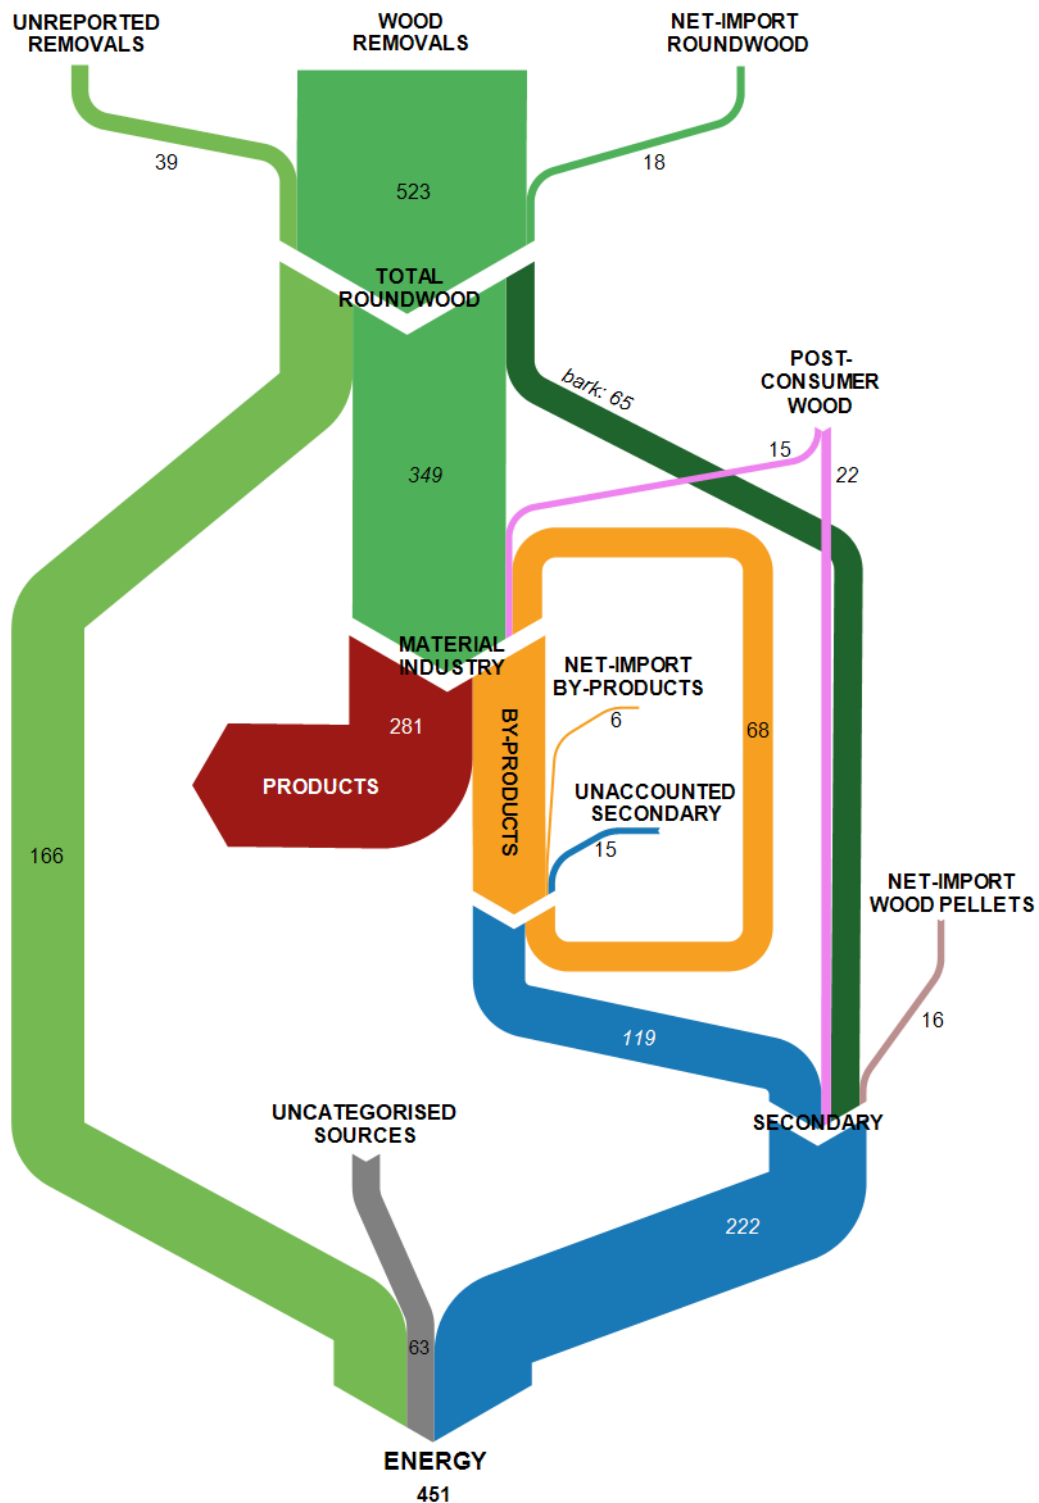 UNREPORTED
REMOVALS
WOOD
REMOVALS
NET-IMPORT
ROUNDWOOD
39
523
18
TOTAL
ROUNDWOOD
bark: 65
POST-
CONSUMER
WOOD
15
22
349
MATERIAL
INDUSTRY
NET-IMPORT
BY-PRODUCTS
6
281
BY-PRODUCTS
68
PRODUCTS
UNACCOUNTED
SECONDARY
15
166
NET-IMPORT
WOOD PELLETS
16
119
UNCATEGORISED
SOURCES
SECONDARY
222
63
ENERGY
451